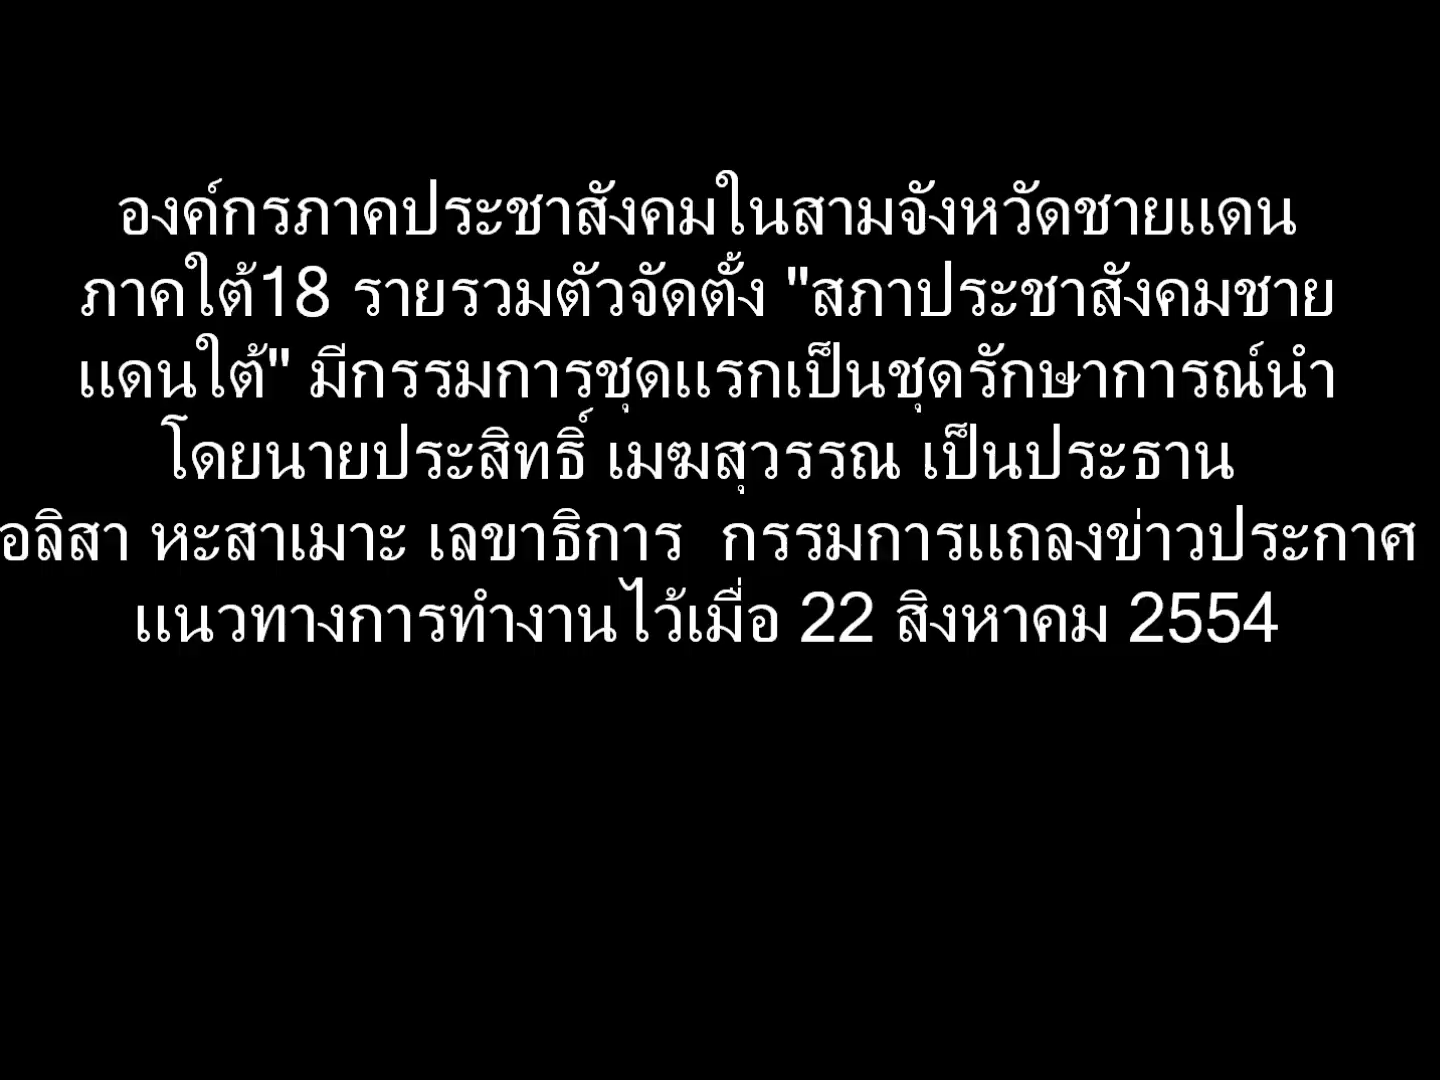 องค์กรภาคประชาสังคมในสามจังหวัดชายแดน
ภาคใต้18 รายรวมตัวจัดตั้ง "สภาประชาสังคมชาย
แดนใต้" มีกรรมการชุดแรกเป็นชุดรักษาการณ์นำ
โดยนายประสิทธิ์ เมฆสุวรรณ เป็นประธาน
อลิสา หะสาเมาะ เลขาธิการ  กรรมการแถลงข่าวประกาศ
แนวทางการทำงานไว้เมื่อ 22 สิงหาคม 2554